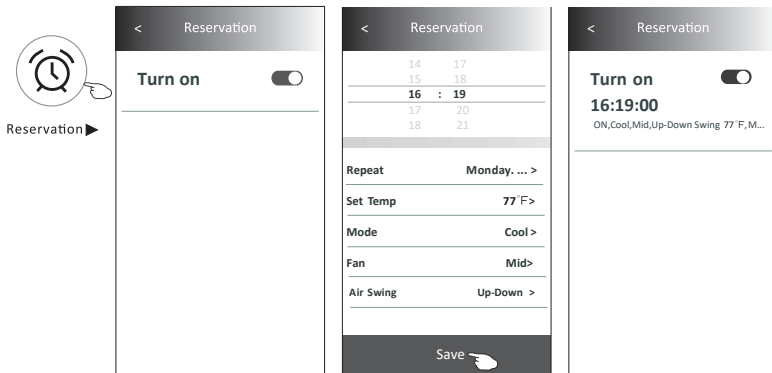 Reservation▶
< Reservation
Turn on
< Reservation
14 17
15 18
16 : 19
17 20
18 21
Repeat Monday. ... >
Set Temp 77°F>
Mode Cool >
Fan Mid>
Air Swing Up-Down >
Save
< Reservation
Turn on
16:19:00
ON,Cool,Mid,Up-Down Swing 77°F, M...